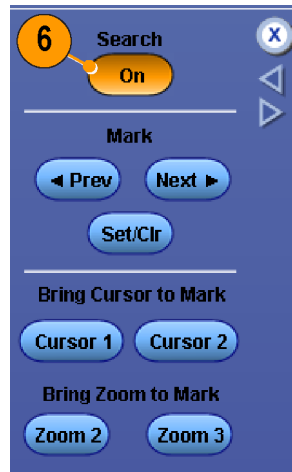 6
Search
X
On
Mark
◄ Prev Next ►
Set/Clr
Bring Cursor to Mark
Cursor 1 Cursor 2
Bring Zoom to Mark
Zoom 2 Zoom 3